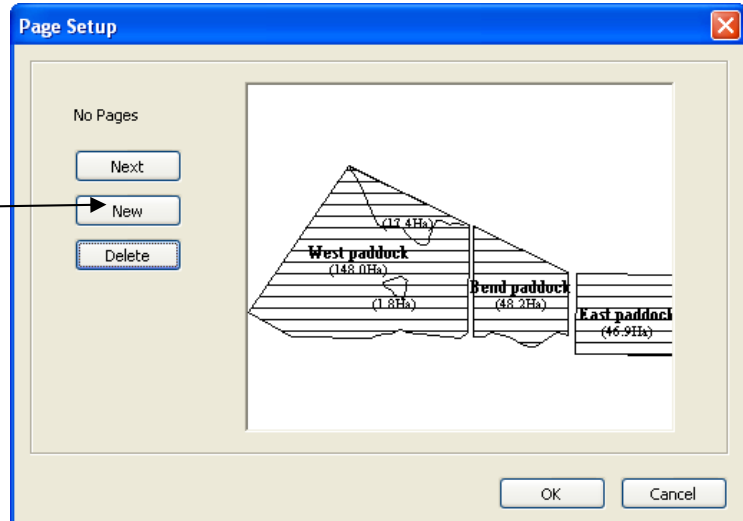 Page Setup
No Pages
Next
New
Delete
(17.4Ha)
West paddock
(148.0Ha)
(1.8Ha)
Bend paddock
(48.2Ha)
East paddock
(46.9Ha)
OK
Cancel